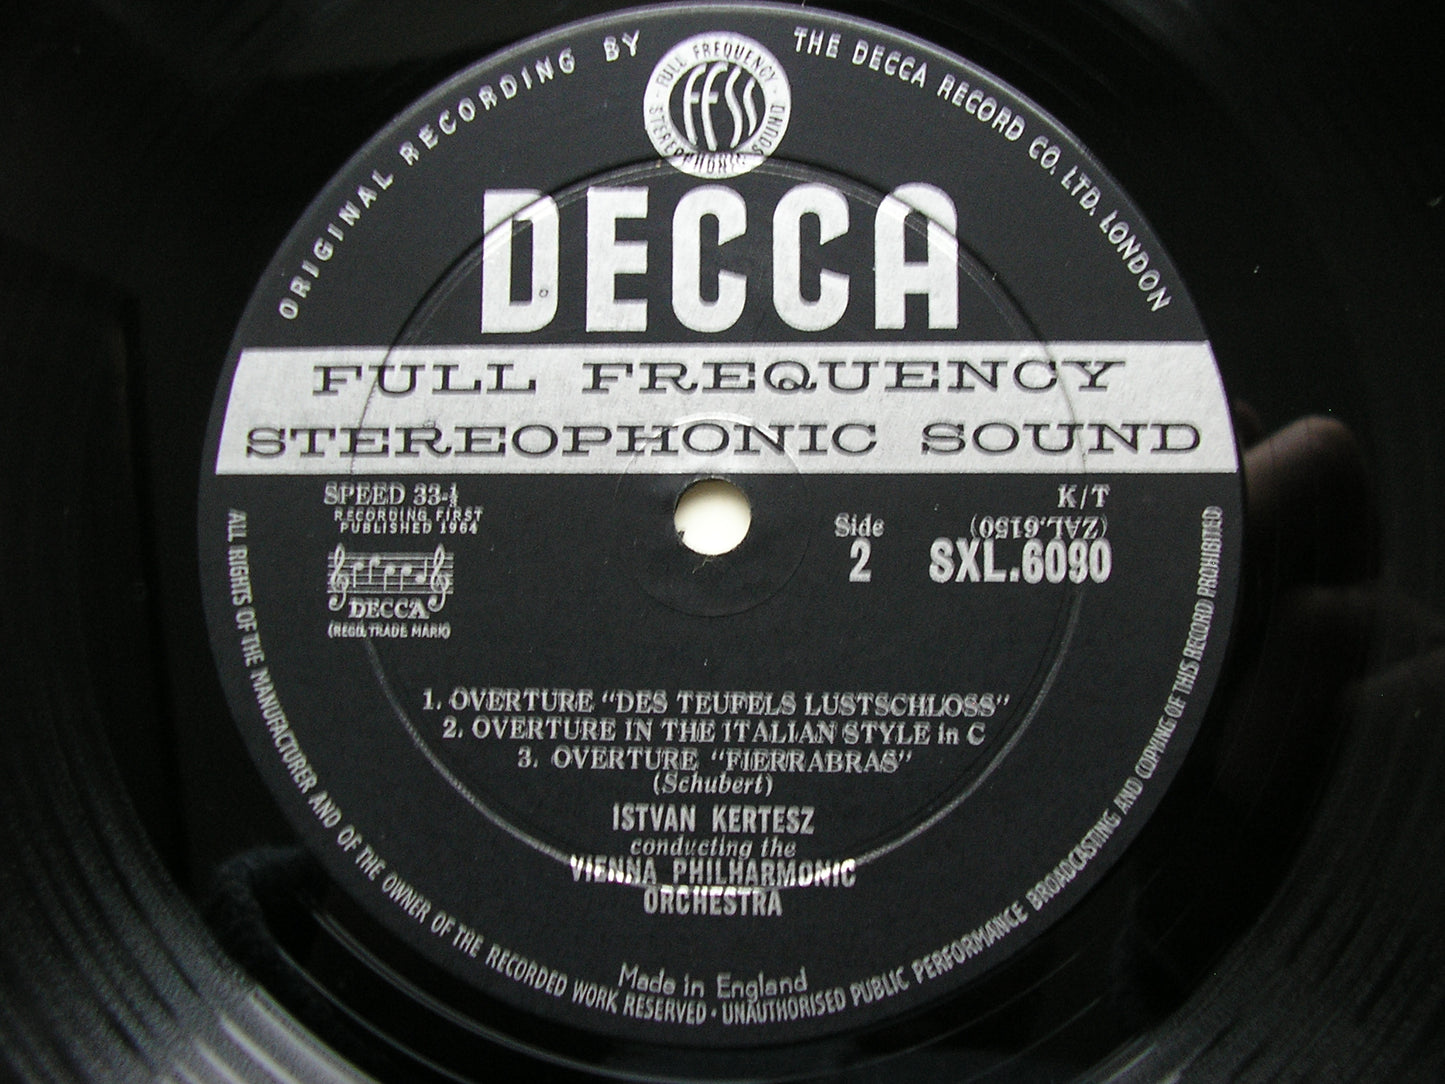 ORIGINAL RECORDING BY
THE DECCA RECORD CO. LTD. LONDON
FULL FREQUENCY
FFSS
STEREOPHONIC SOUND
DECCA
FULL FREQUENCY
STEREOPHONIC SOUND
SPEED 33⅓
RECORDING FIRST
PUBLISHED 1964
DECCA
(REGD. TRADE MARK)
K/T
(ZAL.6150)
Side
2
SXL.6090
1. OVERTURE "DES TEUFELS LUSTSCHLOSS"
2. OVERTURE IN THE ITALIAN STYLE in C
3. OVERTURE "FIERRABRAS"
(Schubert)
ISTVAN KERTESZ
conducting the
VIENNA PHILHARMONIC
ORCHESTRA
Made in England
ALL RIGHTS OF THE MANUFACTURER AND OF THE OWNER OF THE RECORDED WORK RESERVED · UNAUTHORISED PUBLIC PERFORMANCE BROADCASTING AND COPYING OF THIS RECORD PROHIBITED